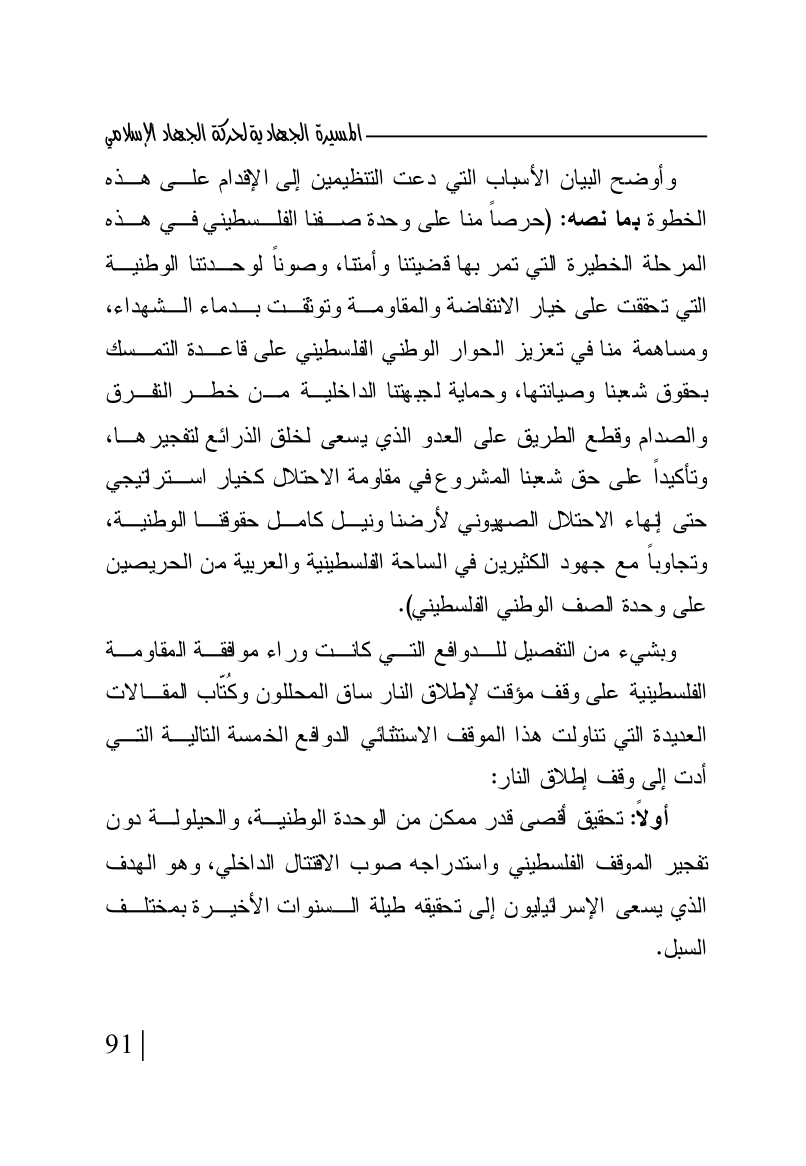 المسيرة الجهادية لحركة الجهاد الإسلامي
وأوضح البيان الأسباب التي دعت التنظيمين إلى الإقدام على هذه
الخطوة بما نصه: (حرصاً منا على وحدة صفنا الفلسطيني في هذه
المرحلة الخطيرة التي تمر بها قضيتنا وأمتنا، وصوناً لوحدتنا الوطنية
التي تحققت على خيار الانتفاضة والمقاومة وتوثقت بدماء الشهداء،
ومساهمة منا في تعزيز الحوار الوطني الفلسطيني على قاعدة التمسك
بحقوق شعبنا وصيانتها، وحماية لجبهتنا الداخلية من خطر التفرق
والصدام وقطع الطريق على العدو الذي يسعى لخلق الذرائع لتفجيرها،
وتأكيداً على حق شعبنا المشروع في مقاومة الاحتلال كخيار استراتيجي
حتى إنهاء الاحتلال الصهيوني لأرضنا ونيل كامل حقوقنا الوطنية،
وتجاوباً مع جهود الكثيرين في الساحة الفلسطينية والعربية من الحريصين
على وحدة الصف الوطني الفلسطيني).
وبشيء من التفصيل للدوافع التي كانت وراء موافقة المقاومة
الفلسطينية على وقف مؤقت لإطلاق النار ساق المحللون وكُتّاب المقالات
العديدة التي تناولت هذا الموقف الاستثنائي الدوافع الخمسة التالية التي
أدت إلى وقف إطلاق النار:
أولاً: تحقيق أقصى قدر ممكن من الوحدة الوطنية، والحيلولة دون
تفجير الموقف الفلسطيني واستدراجه صوب الاقتتال الداخلي، وهو الهدف
الذي يسعى الإسرائيليون إلى تحقيقه طيلة السنوات الأخيرة بمختلف
السبل.
91